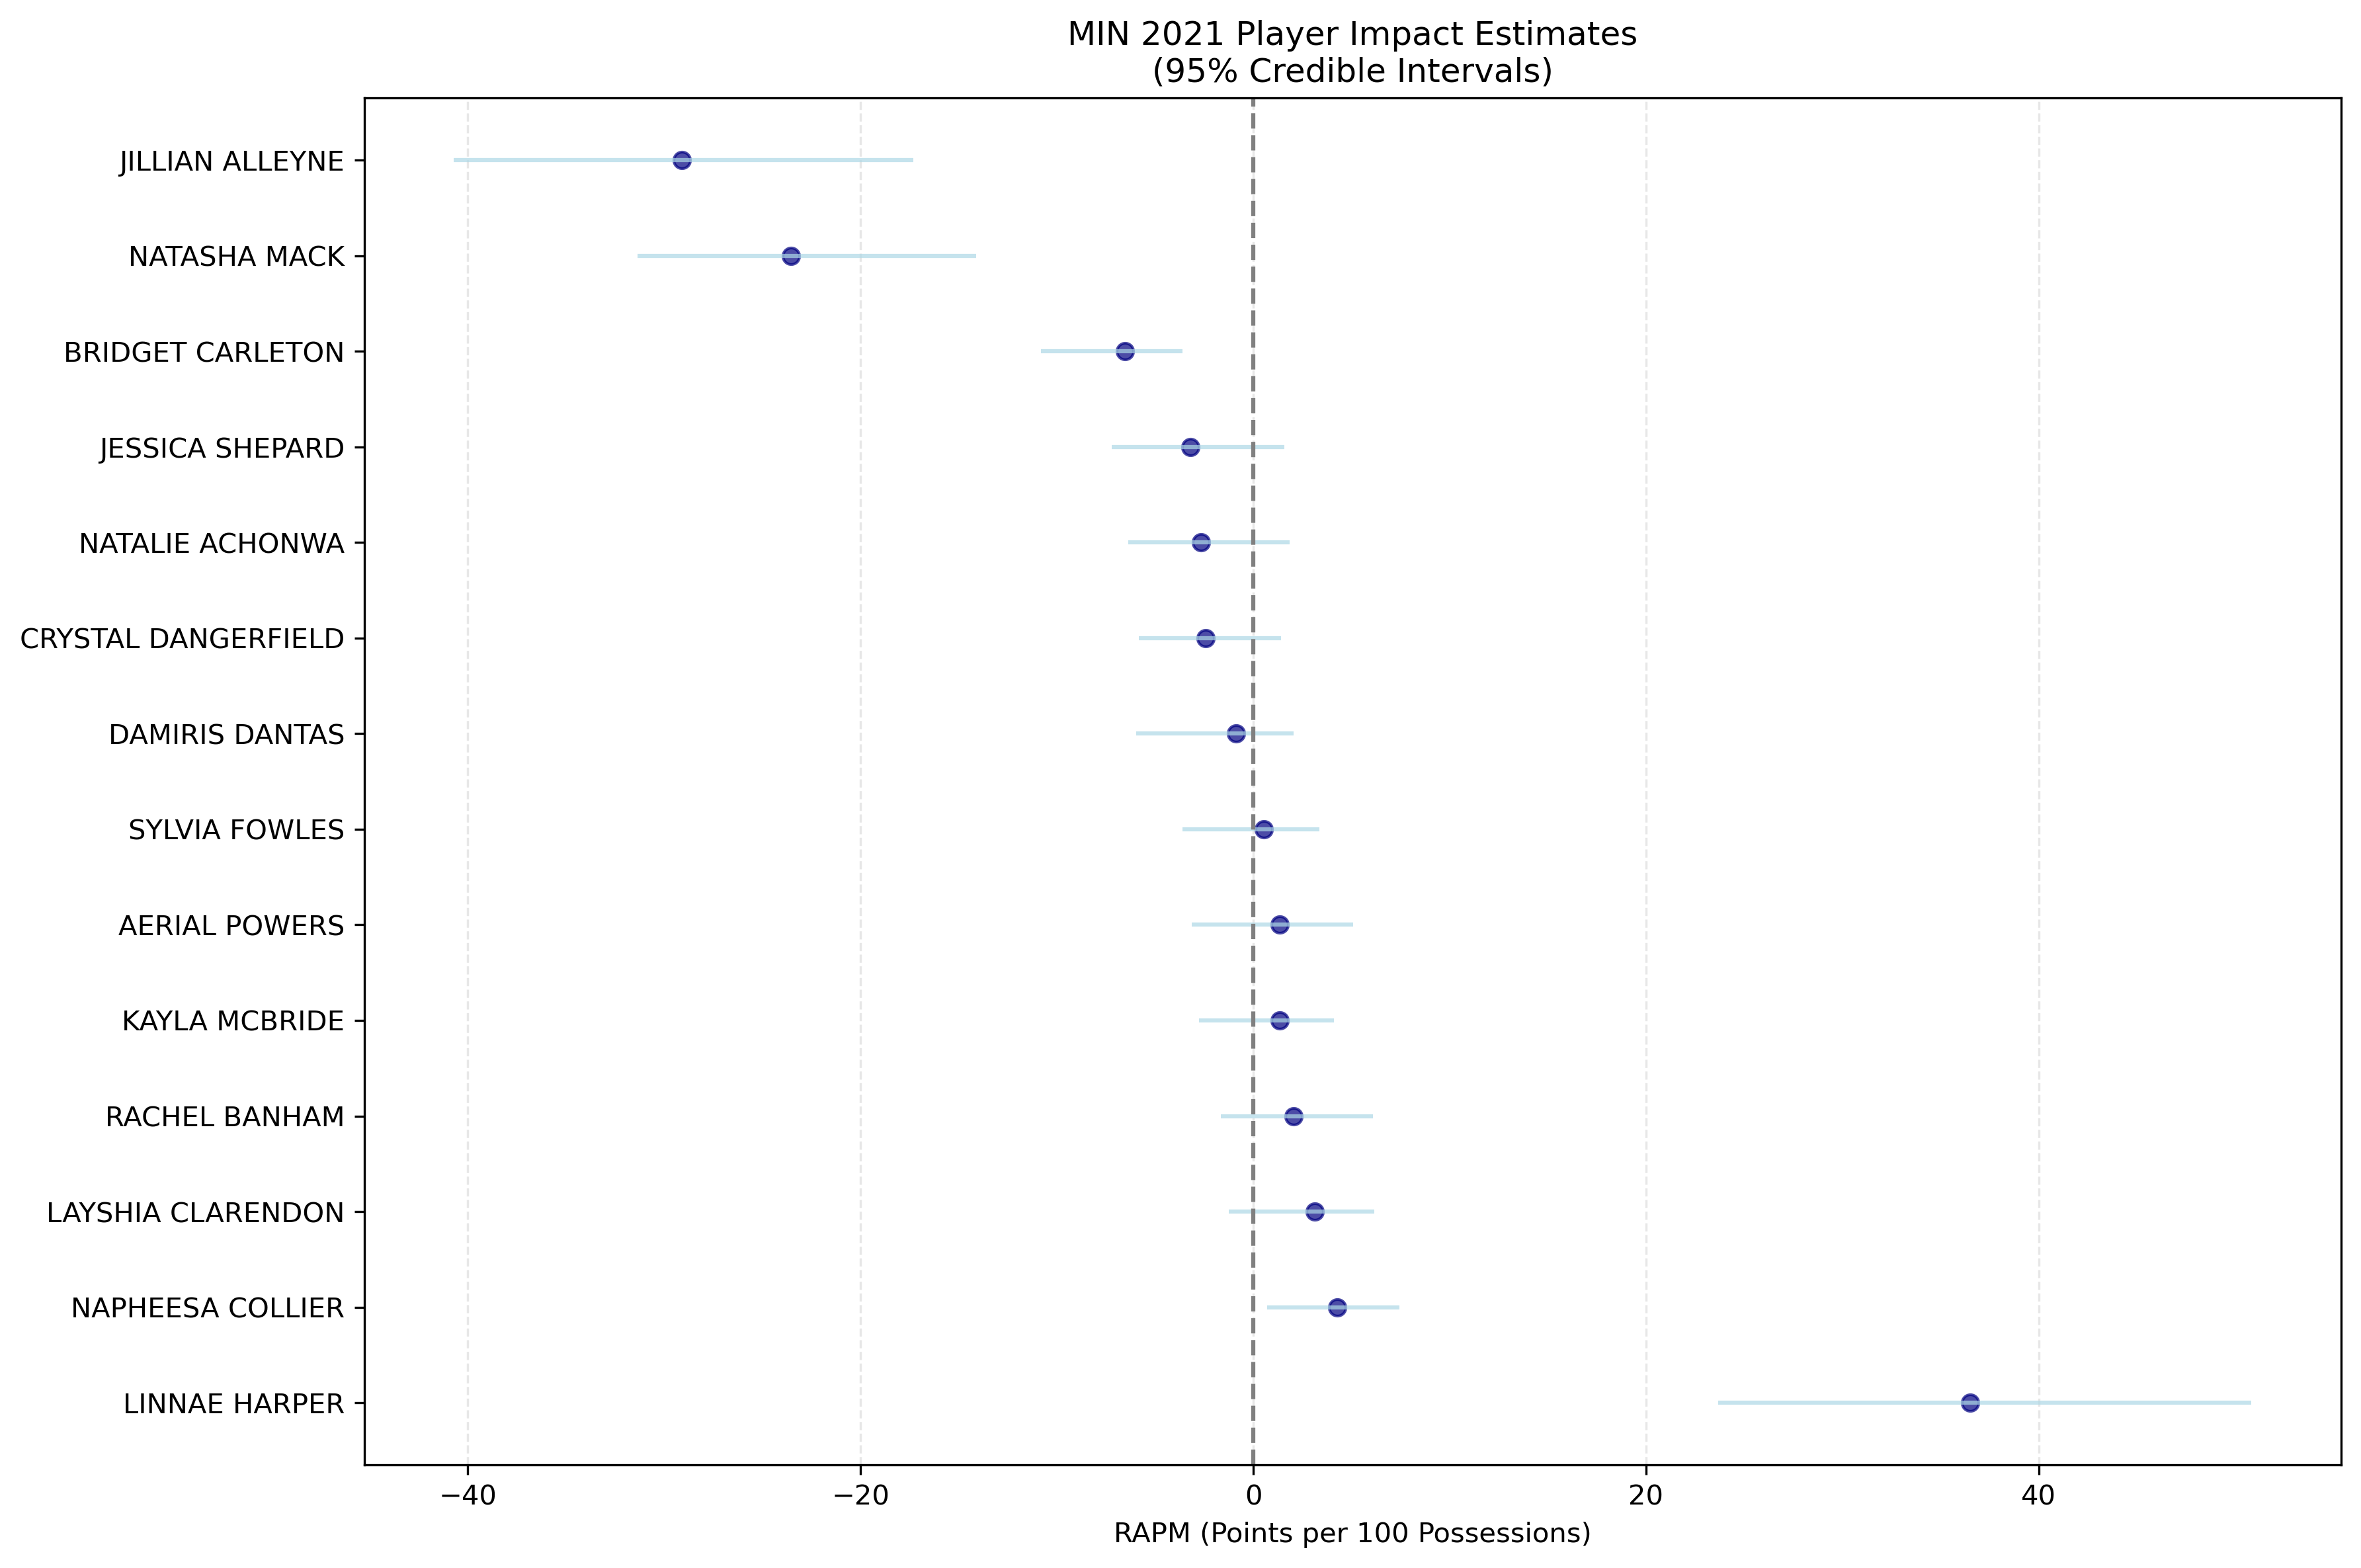 MIN 2021 Player Impact Estimates
(95% Credible Intervals)
JILLIAN ALLEYNE
NATASHA MACK
BRIDGET CARLETON
JESSICA SHEPARD
NATALIE ACHONWA
CRYSTAL DANGERFIELD
DAMIRIS DANTAS
SYLVIA FOWLES
AERIAL POWERS
KAYLA MCBRIDE
RACHEL BANHAM
LAYSHIA CLARENDON
NAPHEESA COLLIER
LINNAE HARPER
−40 −20 0 20 40
RAPM (Points per 100 Possessions)